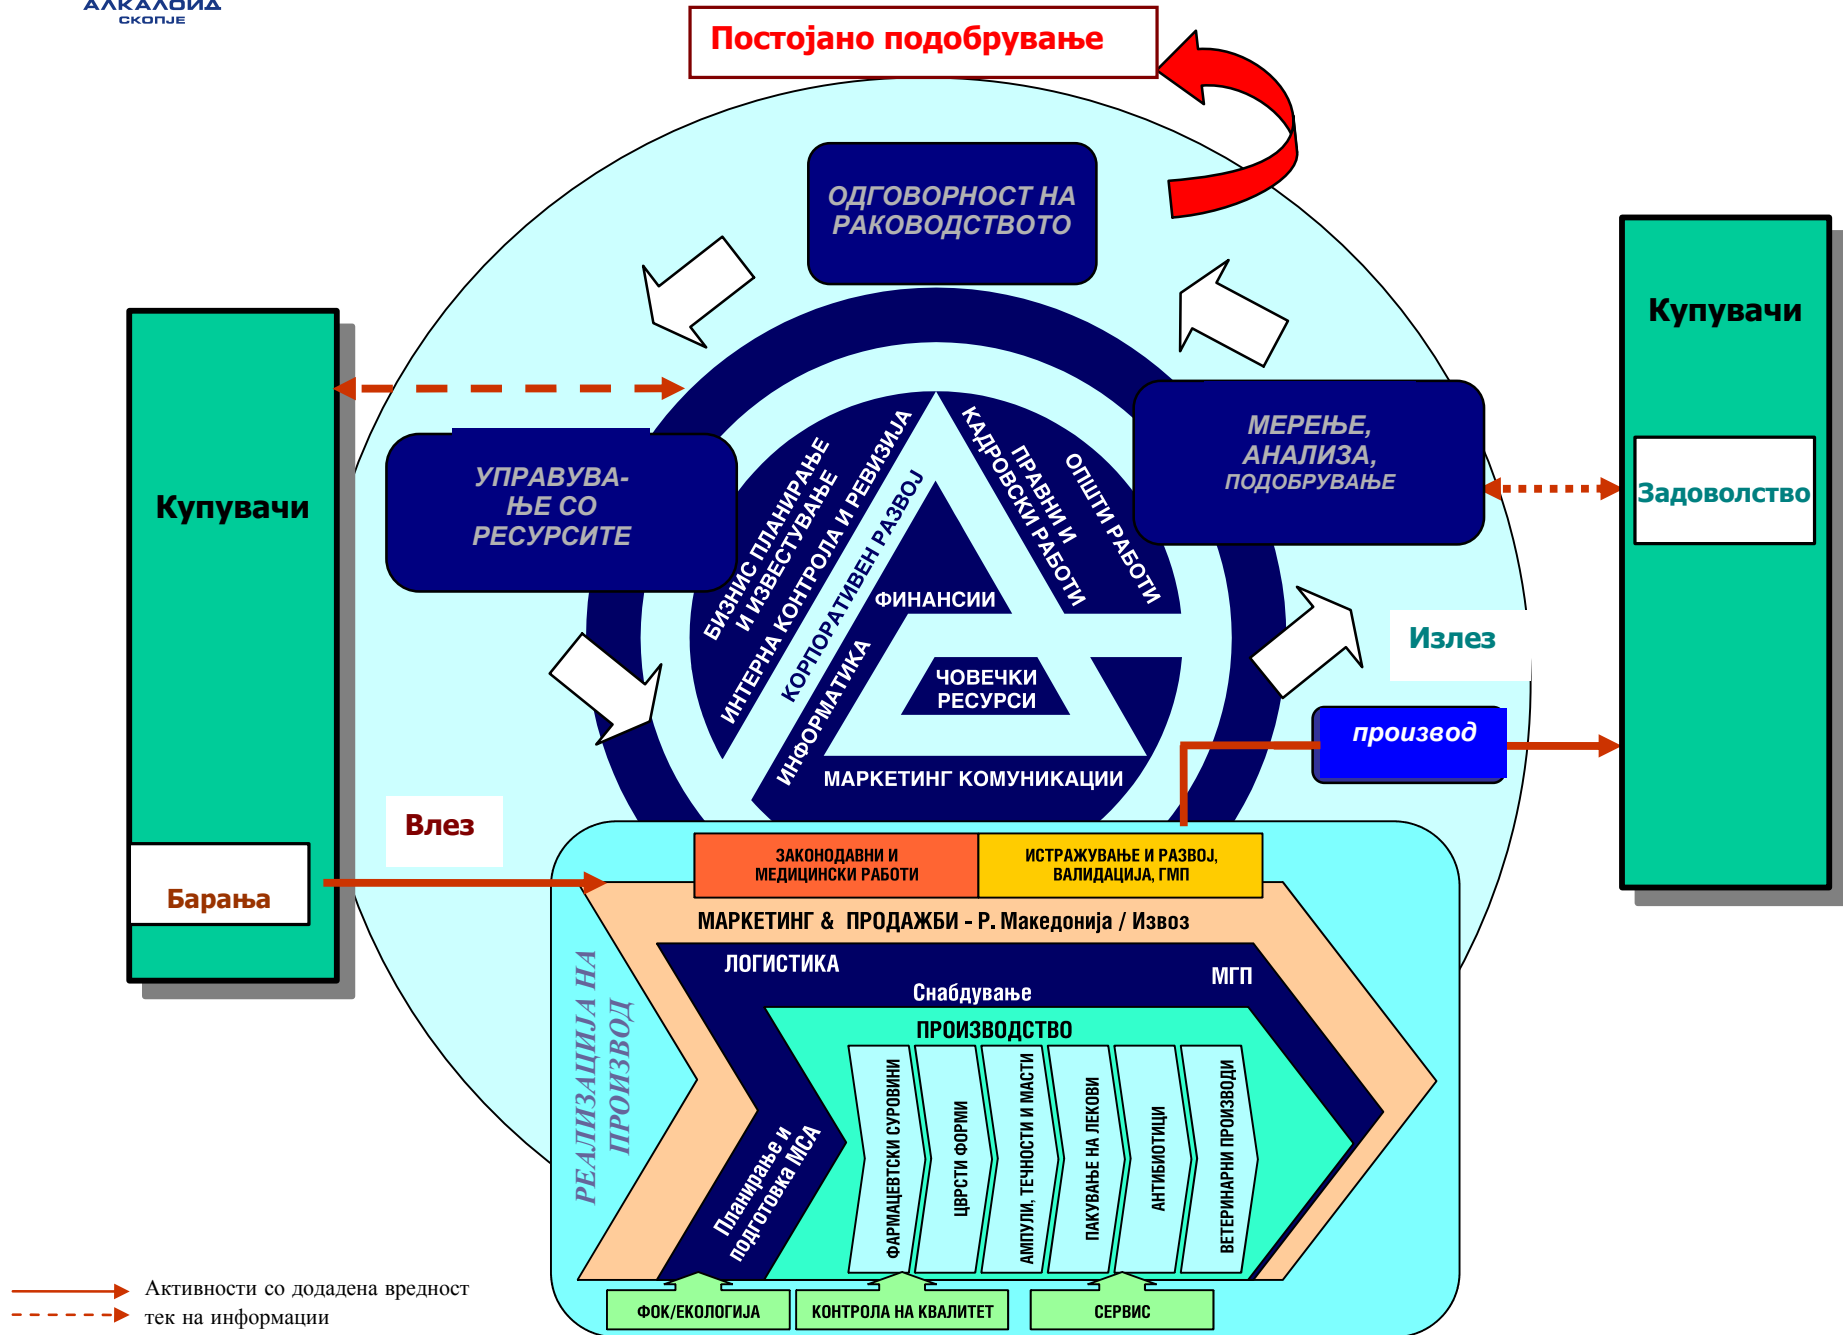 АЛКАЛОИД
СКОПЈЕ
Постојано подобрување
ОДГОВОРНОСТ НА
РАКОВОДСТВОТО
Купувачи
Купувачи
УПРАВУВА-
ЊЕ СО
РЕСУРСИТЕ
МЕРЕЊЕ,
АНАЛИЗА,
ПОДОБРУВАЊЕ
Задоволство
БИЗНИС ПЛАНИРАЊЕ
И ИЗВЕСТУВАЊЕ
ИНТЕРНА КОНТРОЛА И РЕВИЗИЈА
КОРПОРАТИВЕН РАЗВОЈ
КАДРОВСКИ РАБОТИ
ПРАВНИ И
ОПШТИ РАБОТИ
ФИНАНСИИ
ИНФОРМАТИКА
ЧОВЕЧКИ
РЕСУРСИ
МАРКЕТИНГ КОМУНИКАЦИИ
Излез
производ
Влез
Барања
ЗАКОНОДАВНИ И
МЕДИЦИНСКИ РАБОТИ
ИСТРАЖУВАЊЕ И РАЗВОЈ,
ВАЛИДАЦИЈА, ГМП
МАРКЕТИНГ & ПРОДАЖБИ - Р. Македонија / Извоз
РЕАЛИЗАЦИЈА НА
ПРОИЗВОД
ЛОГИСТИКА
МГП
Снабдување
ПРОИЗВОДСТВО
Планирање и
подготовка МСА
ФАРМАЦЕВТСКИ СУРОВИНИ
ЦВРСТИ ФОРМИ
АМПУЛИ, ТЕЧНОСТИ И МАСТИ
ПАКУВАЊЕ НА ЛЕКОВИ
АНТИБИОТИЦИ
ВЕТЕРИНАРНИ ПРОИЗВОДИ
ФОК/ЕКОЛОГИЈА
КОНТРОЛА НА КВАЛИТЕТ
СЕРВИС
Активности со додадена вредност
тек на информации